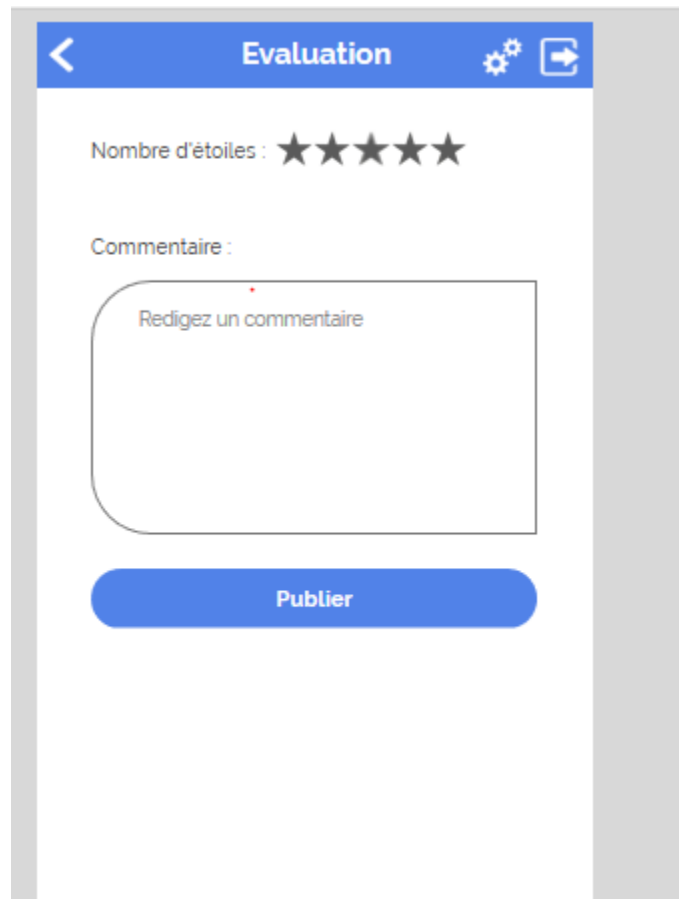 Evaluation
Nombre d'étoiles :
Commentaire :
*
Redigez un commentaire
Publier